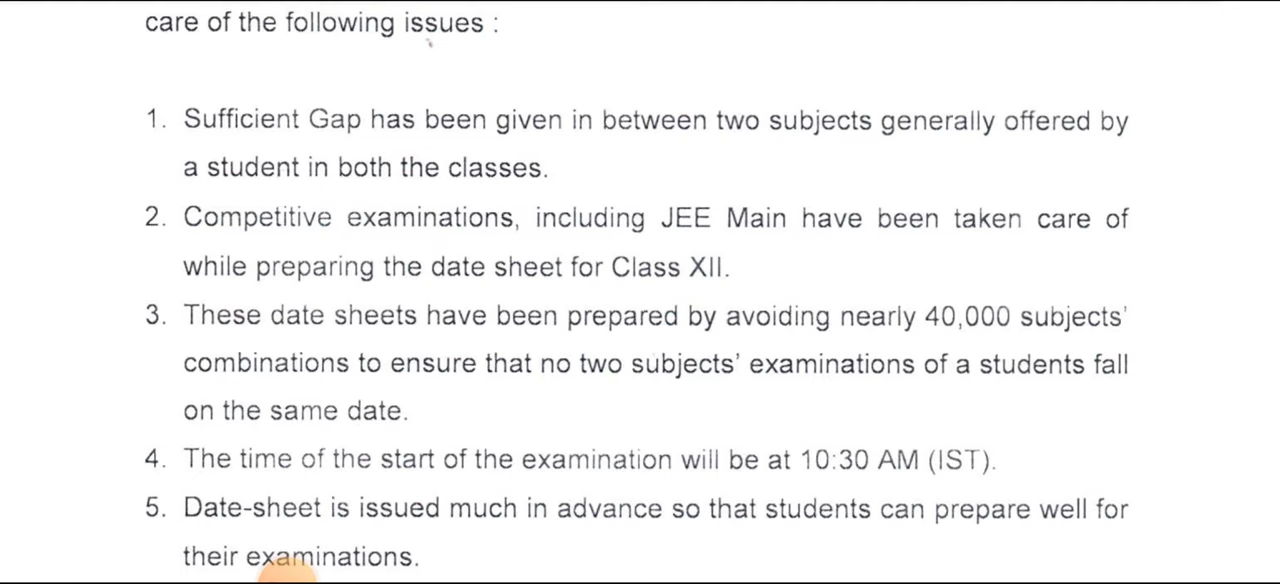 care of the following issues :
1. Sufficient Gap has been given in between two subjects generally offered by
a student in both the classes.
2. Competitive examinations, including JEE Main have been taken care of
while preparing the date sheet for Class XII.
3. These date sheets have been prepared by avoiding nearly 40,000 subjects'
combinations to ensure that no two subjects' examinations of a students fall
on the same date.
4. The time of the start of the examination will be at 10:30 AM (IST).
5. Date-sheet is issued much in advance so that students can prepare well for
their examinations.